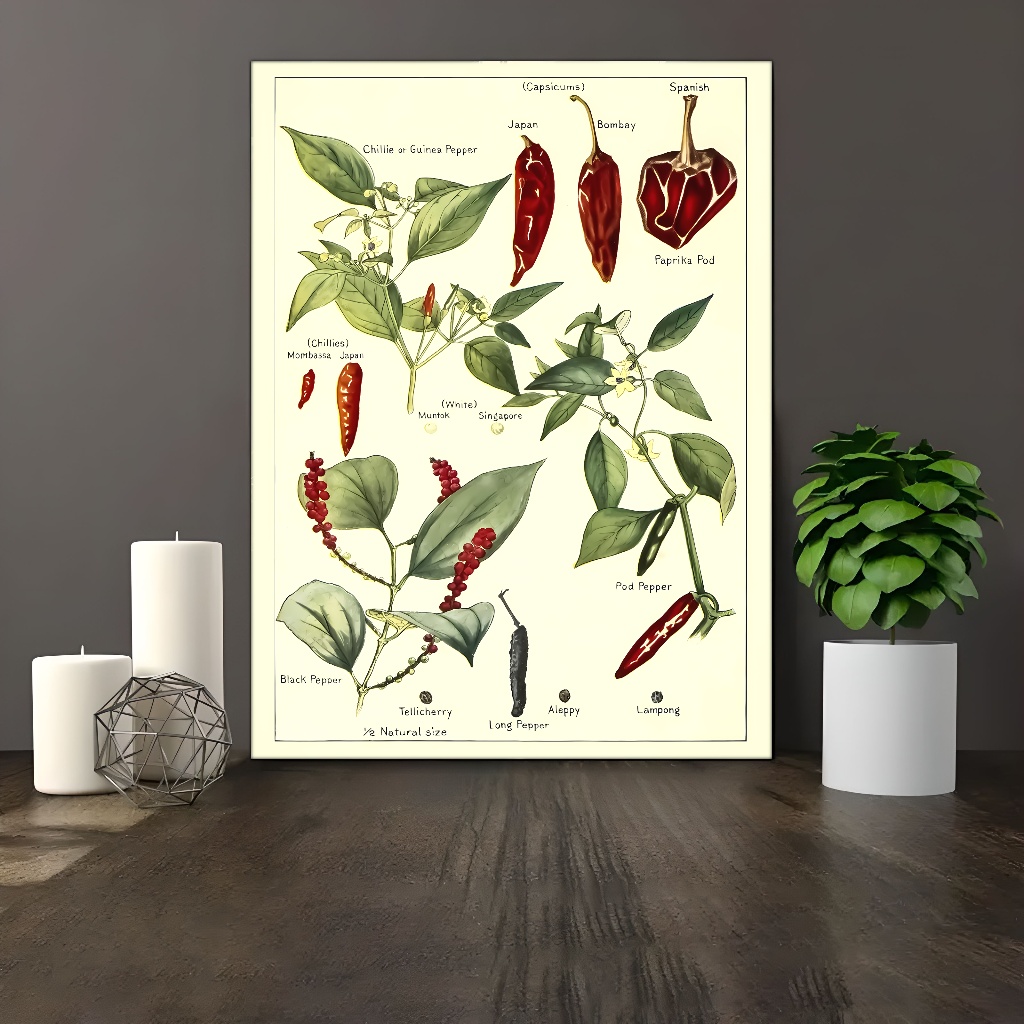 (Capsicums)
Spanish
Japan
Bombay
Chillie or Guinea Pepper
Paprika Pod
(Chillies)
Mombassa Japan
(White)
Muntok
Singapore
Pod Pepper
Black Pepper
Tellicherry
Long Pepper
Aleppy
Lampong
½ Natural size